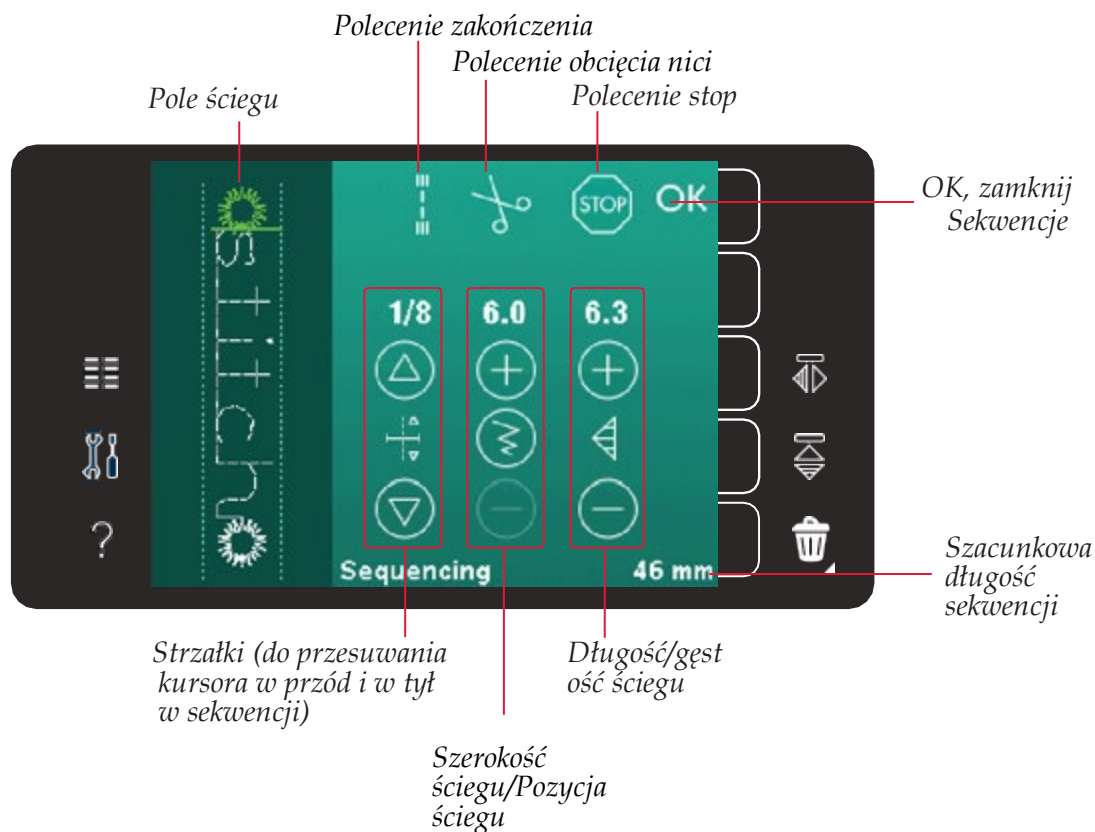 Polecenie zakończenia
Polecenie obcięcia nici
Polecenie stop
Pole ściegu
STOP
OK
OK, zamknij
Sekwencje
stitch
1/8
6.0
6.3
?
Sequencing
46 mm
Szacunkowa
długość
sekwencji
Strzałki (do przesuwania
kursora w przód i w tył
w sekwencji)
Długość/gęst
ość ściegu
Szerokość
ściegu/Pozycja
ściegu